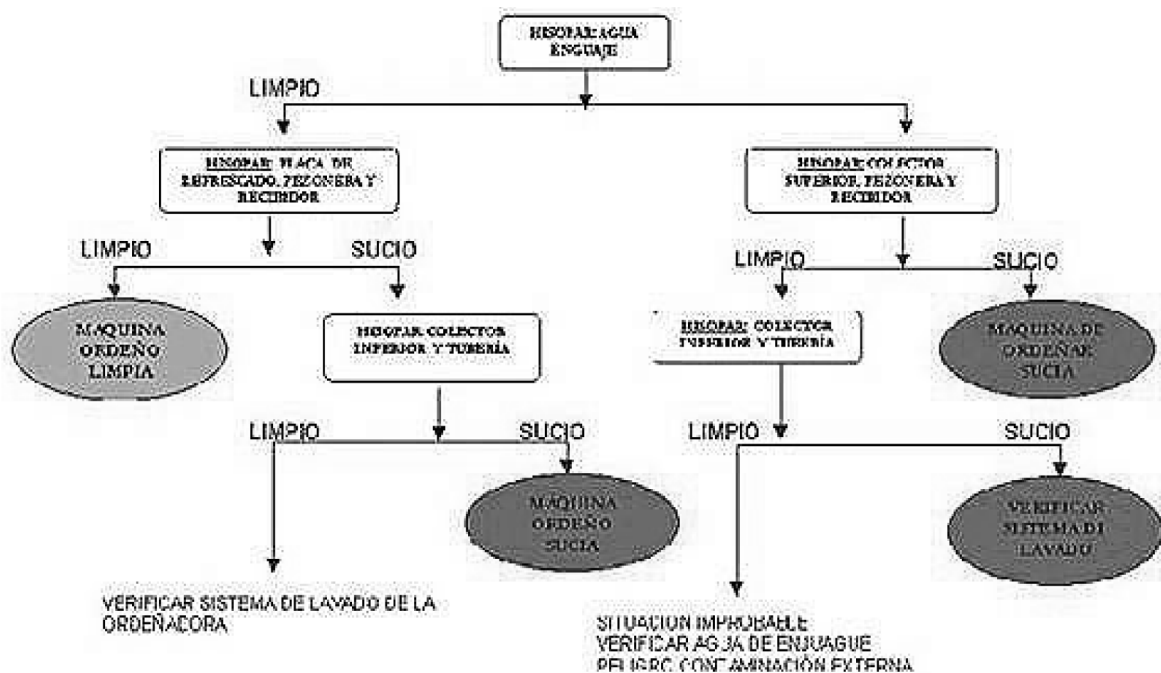 HISOPAR: AGUA
ENGUAJE
LIMPIO
HISOPAR: PLACA DE
REFRESCADO, PEZONERA Y
RECIBIDOR
HISOPAR: COLECTOR
SUPERIOR, PEZONERA Y
RECIBIDOR
LIMPIO
SUCIO
LIMPIO
SUCIO
MAQUINA
ORDEÑO
LIMPIA
HISOPAR COLECTOR
INFERIOR Y TUBERÍA
HISOPAR: COLECTOR
INFERIOR Y TUBERÍA
MAQUINA DE
ORDEÑAR
SUCIA
LIMPIO
SUCIO
LIMPIO
SUCIO
MAQUINA
ORDEÑO
SUCIA
VERIFICAR
SISTEMA DE
LAVADO
VERIFICAR SISTEMA DE LAVADO DE LA
ORDEÑADORA
SITUACION IMPROBABLE
VERIFICAR AGUA DE ENJUAGUE
PELIGRO CONTAMINACIÓN EXTERNA